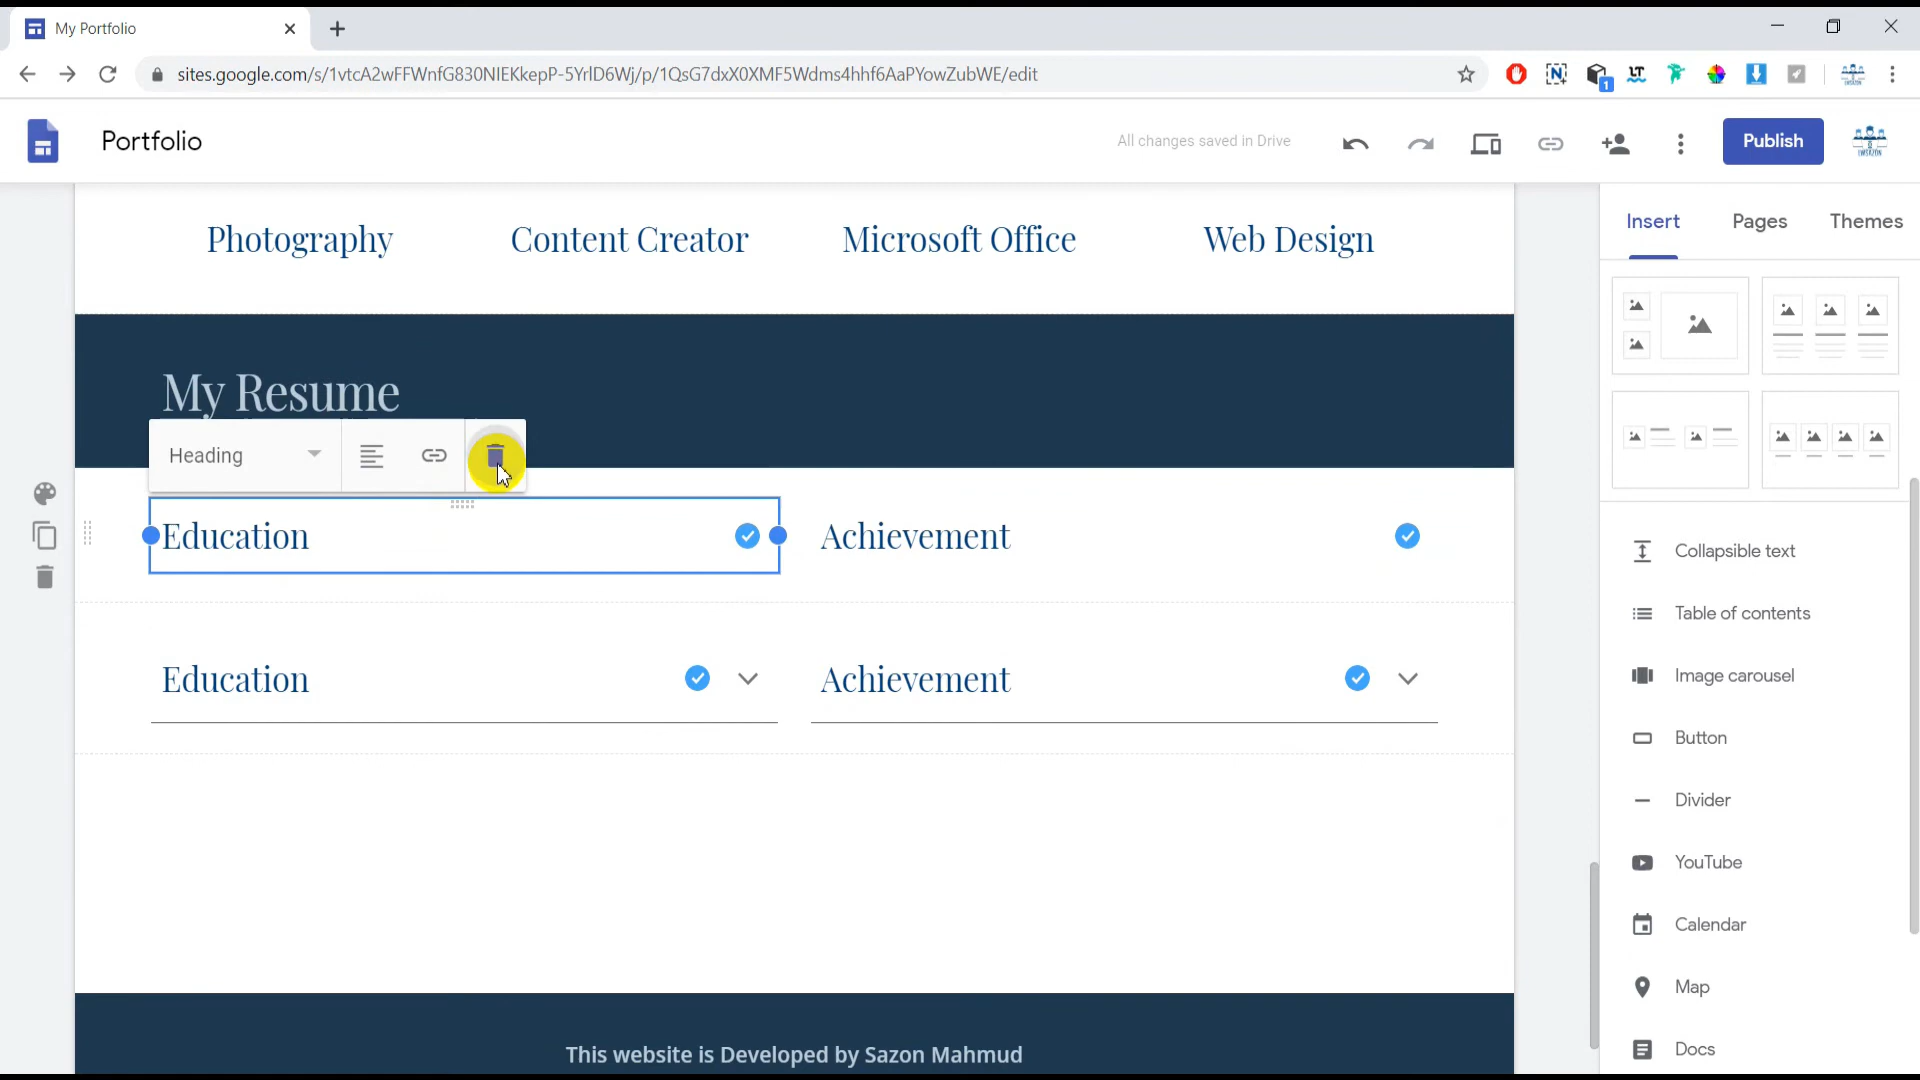 My Portfolio
sites.google.com/s/1vtcA2wFFWnfG830NIEKkepP-5YrlD6Wj/p/1QsG7dxX0XMF5Wdms4hhf6AaPYowZubWE/edit
1
Portfolio
All changes saved in Drive
Publish
Photography Content Creator Microsoft Office Web Design
Insert Pages Themes
My Resume
Heading
Education Achievement
Education Achievement
Collapsible text
Table of contents
Image carousel
Button
Divider
YouTube
Calendar
Map
Docs
This website is Developed by Sazon Mahmud